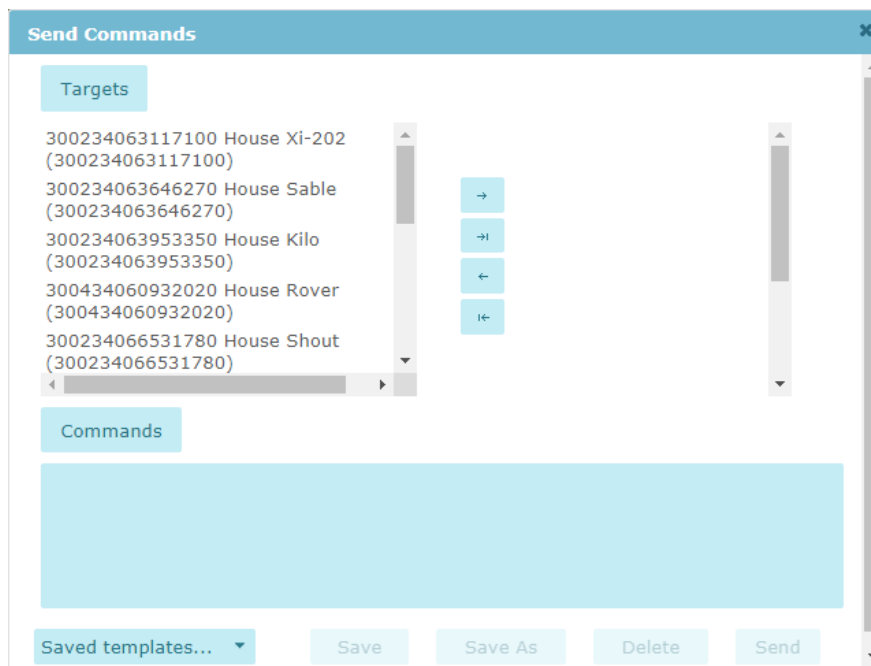 Send Commands
Targets
300234063117100 House Xi-202
(300234063117100)
300234063646270 House Sable
(300234063646270)
300234063953350 House Kilo
(300234063953350)
300434060932020 House Rover
(300434060932020)
300234066531780 House Shout
(300234066531780)
Commands
Saved templates...
Save
Save As
Delete
Send